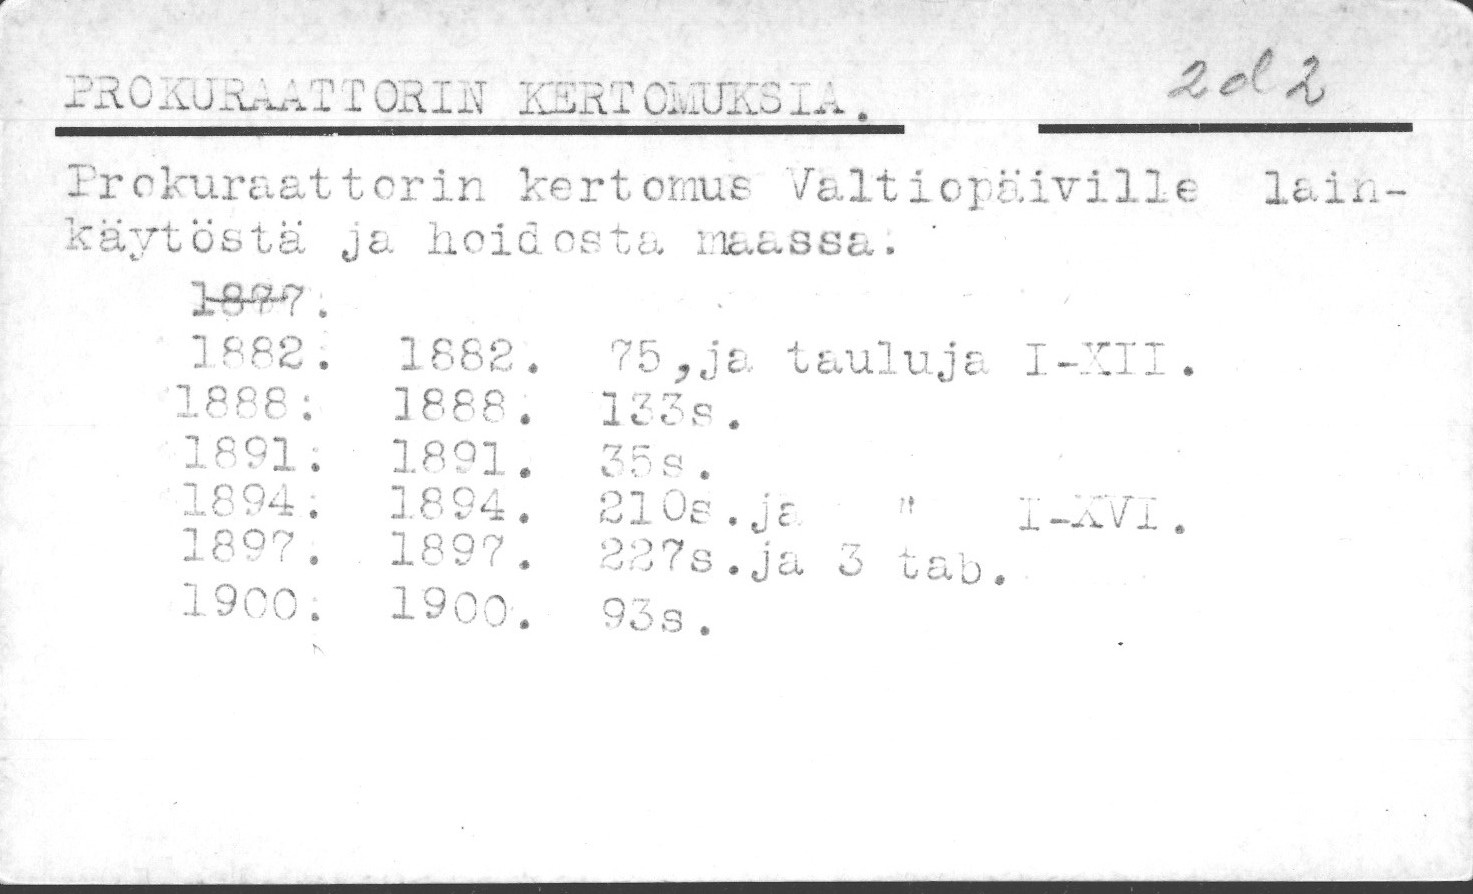 PROKURAATTORIN KERTOMUKSIA. 2d2
Prokuraattorin kertomus Valtiopäiville lain-
käytöstä ja hoidosta maassa:
1877:
1882: 1882. 75,ja tauluja I-XII.
1888: 1888. 133s.
1891: 1891. 35s.
1894: 1894. 210s.ja " I-XVI.
1897: 1897. 227s.ja 3 tab.
1900: 1900. 93s.